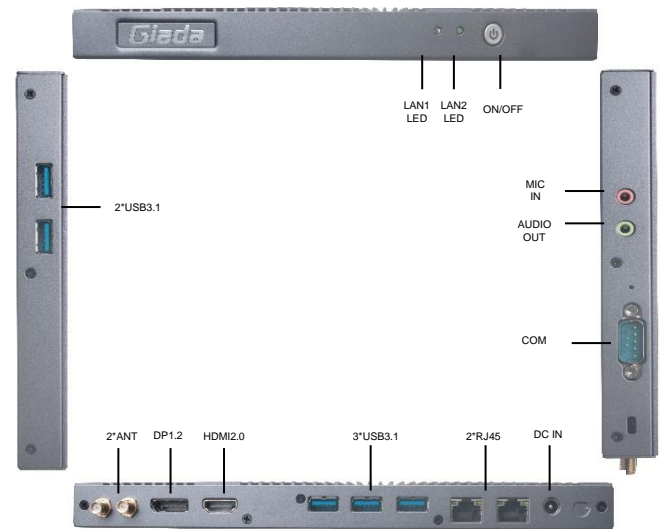 Giada
LAN1
LED
LAN2
LED
ON/OFF
2*USB3.1
MIC
IN
AUDIO
OUT
COM
2*ANT
DP1.2
HDMI2.0
3*USB3.1
2*RJ45
DC IN